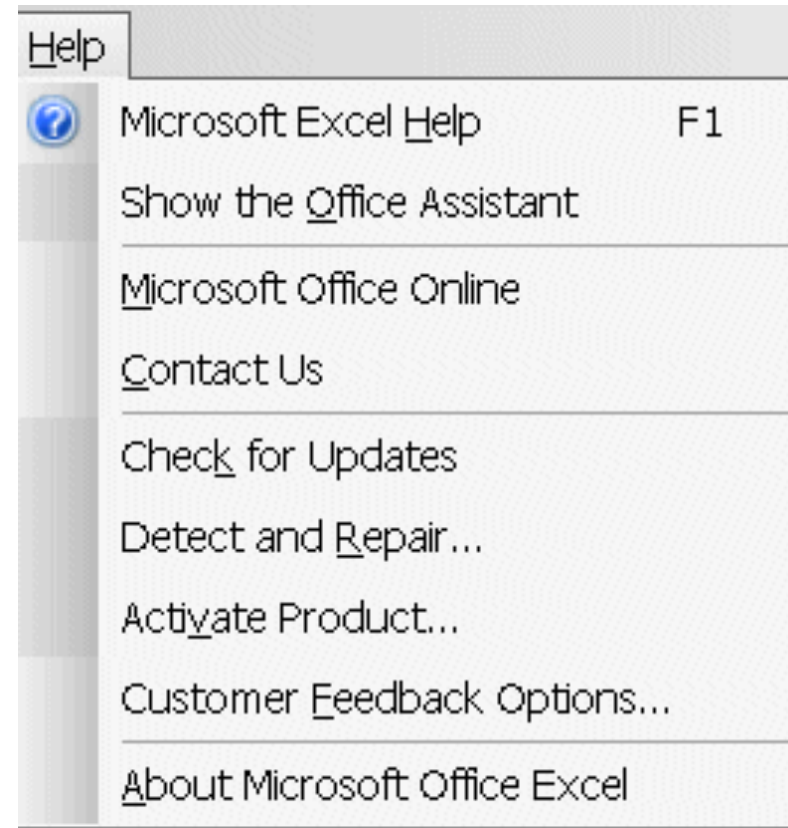 Help
Microsoft Excel Help F1
Show the Office Assistant
Microsoft Office Online
Contact Us
Check for Updates
Detect and Repair...
Activate Product...
Customer Feedback Options...
About Microsoft Office Excel